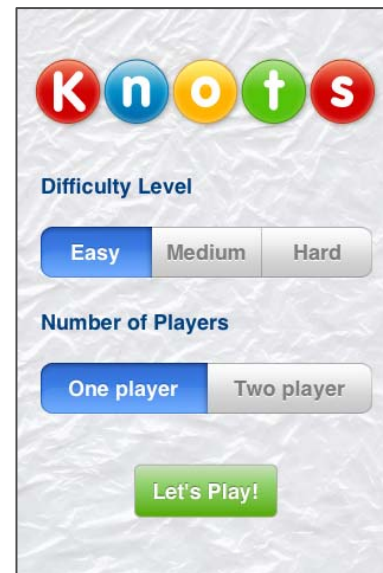 Knots
Difficulty Level
Easy Medium Hard
Number of Players
One player Two player
Let's Play!